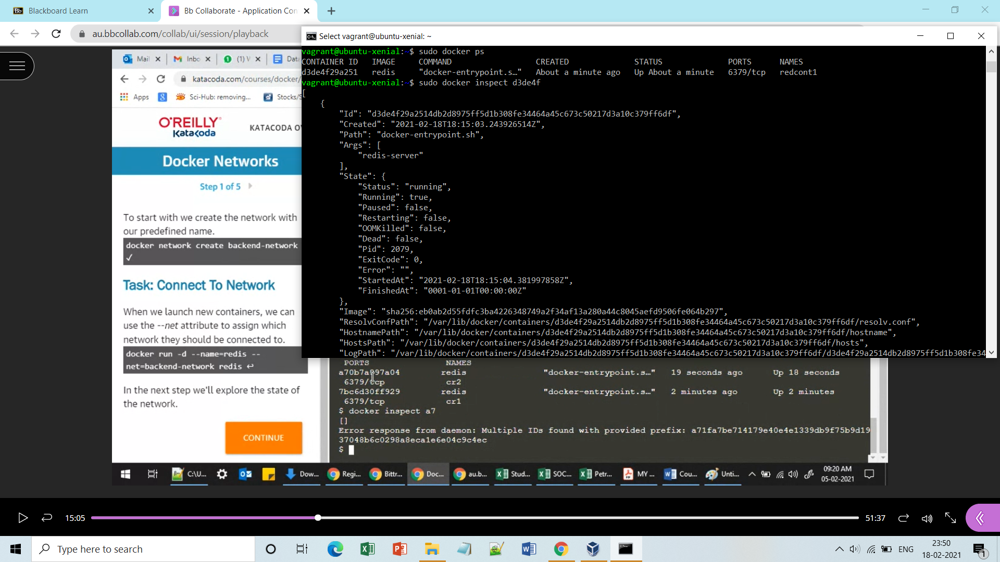 Blackboard Learn
Bb Collaborate - Application Con
au.bbcollab.com/collab/ui/session/playback
Select vagrant@ubuntu-xenial: ~
vagrant@ubuntu-xenial:~$ sudo docker ps
CONTAINER ID IMAGE COMMAND CREATED STATUS PORTS NAMES
d3de4f29a251 redis "docker-entrypoint.s…" About a minute ago Up About a minute 6379/tcp redcont1
vagrant@ubuntu-xenial:~$ sudo docker inspect d3de4f
[
{
"Id": "d3de4f29a2514db2d8975ff5d1b308fe34464a45c673c50217d3a10c379ff6df",
"Created": "2021-02-18T18:15:03.243926514Z",
"Path": "docker-entrypoint.sh",
"Args": [
"redis-server"
],
"State": {
"Status": "running",
"Running": true,
"Paused": false,
"Restarting": false,
"OOMKilled": false,
"Dead": false,
"Pid": 2079,
"ExitCode": 0,
"Error": "",
"StartedAt": "2021-02-18T18:15:04.381997858Z",
"FinishedAt": "0001-01-01T00:00:00Z"
},
"Image": "sha256:eb0ab2d55fdfc3ba4226348749a2f34af13a280a44c8045aefd9506fe064b297",
"ResolvConfPath": "/var/lib/docker/containers/d3de4f29a2514db2d8975ff5d1b308fe34464a45c673c50217d3a10c379ff6df/resolv.conf",
"HostnamePath": "/var/lib/docker/containers/d3de4f29a2514db2d8975ff5d1b308fe34464a45c673c50217d3a10c379ff6df/hostname",
"HostsPath": "/var/lib/docker/containers/d3de4f29a2514db2d8975ff5d1b308fe34464a45c673c50217d3a10c379ff6df/hosts",
"LogPath": "/var/lib/docker/containers/d3de4f29a2514db2d8975ff5d1b308fe34464a45c673c50217d3a10c379ff6df/d3de4f29a2514db2d8975ff5d1b308fe34
Mail Inbo (1) V Data
katacoda.com/courses/docker/
Apps Sci-Hub: removing... Stocks/S
O'REILLY
Katacoda
KATACODA OV
Docker Networks
Step 1 of 5
To start with we create the network with
our predefined name.
docker network create backend-network
✓
Task: Connect To Network
When we launch new containers, we can
use the --net attribute to assign which
network they should be connected to.
docker run -d --name=redis --
net=backend-network redis ↩
In the next step we'll explore the state of
the network.
CONTINUE
PORTS NAMES
a70b7a897a04 redis "docker-entrypoint.s…" 19 seconds ago Up 18 seconds
6379/tcp cr2
7bc6d30ff929 redis "docker-entrypoint.s…" 2 minutes ago Up 2 minutes
6379/tcp cr1
$ docker inspect a7
[]
Error response from daemon: Multiple IDs found with provided prefix: a71fa7be714179e40e4e1339db9f75b9d19
37048b6c0298a8eca1e6e04c9c4ec
$
C:\U... Dow... Regi... Bittr... Doc... au.b... Stud... SOC... Petr... MY ... Cou... Unti...
09:20 AM
05-02-2021
15:05
51:37
Type here to search
ENG
23:50
18-02-2021
1